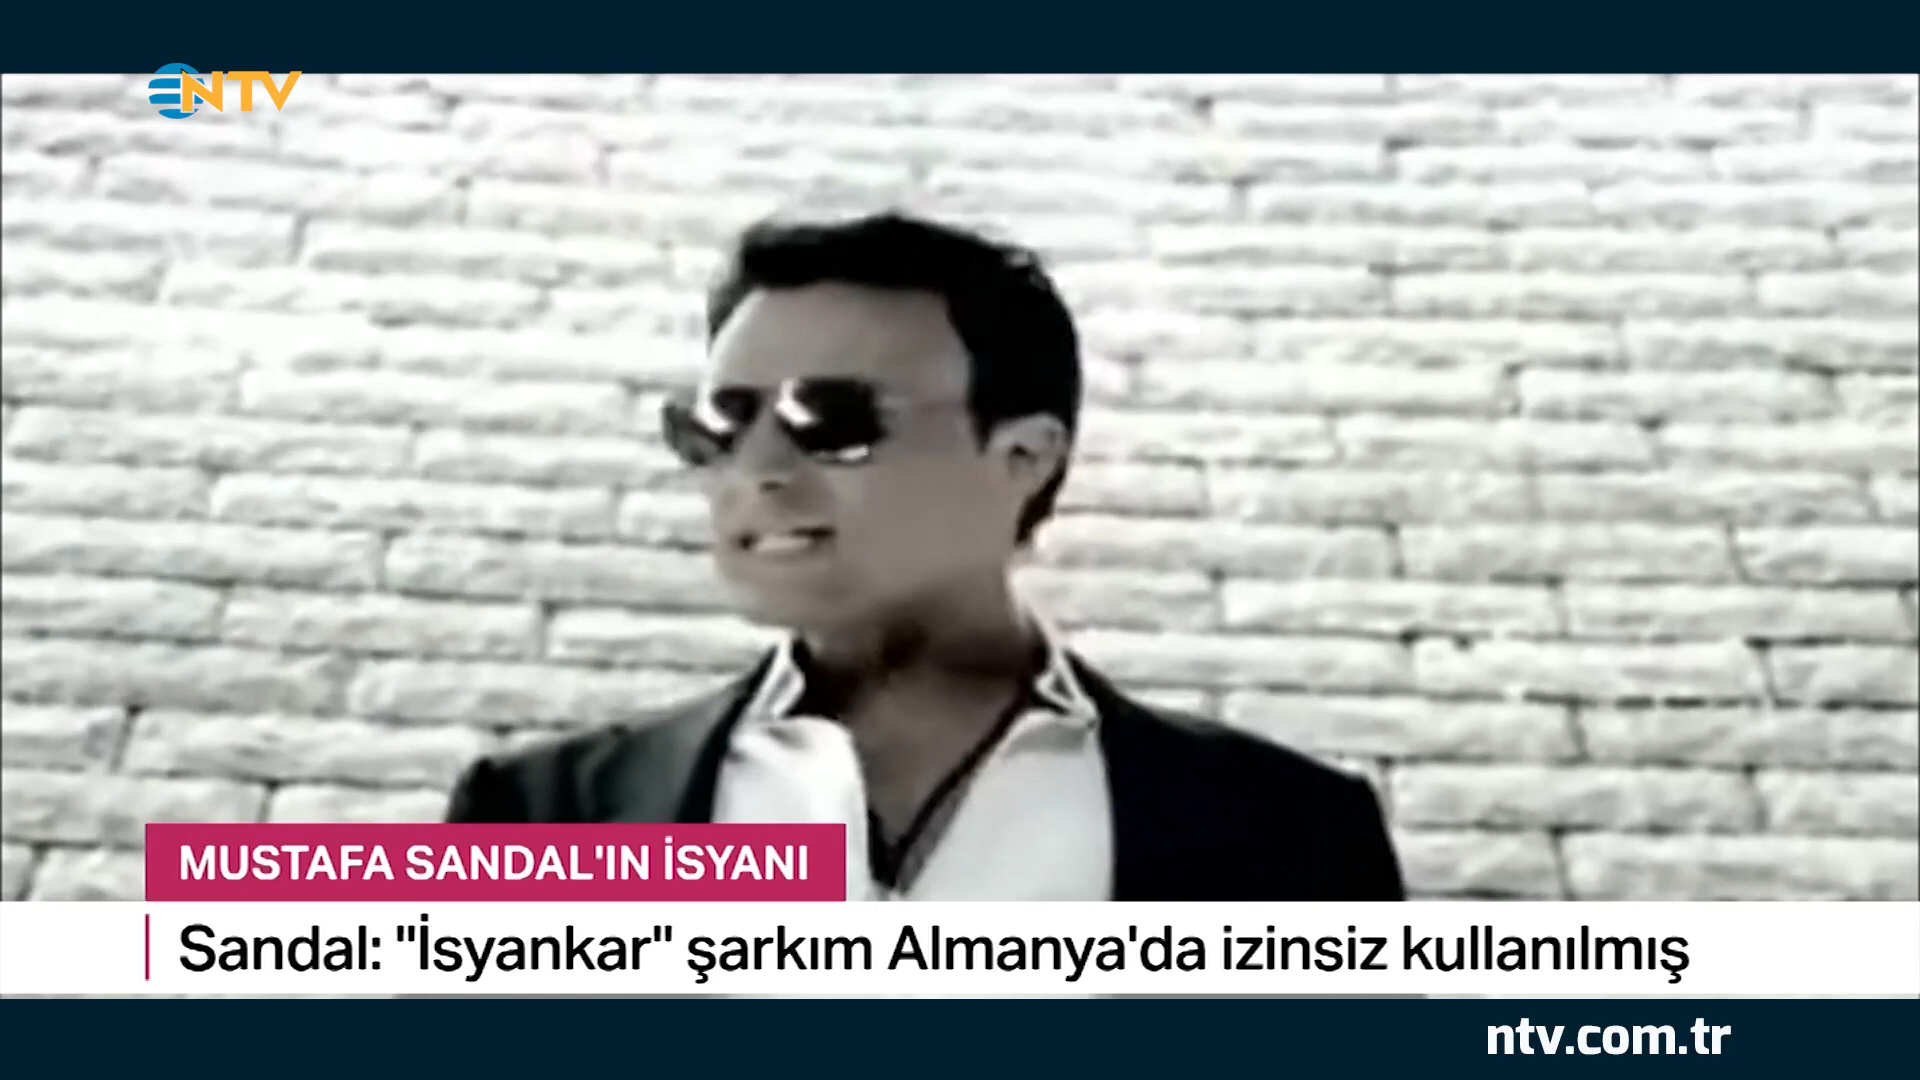 NTV
MUSTAFA SANDAL'IN İSYANI
Sandal: "İsyankar" şarkım Almanya'da izinsiz kullanılmış
ntv.com.tr